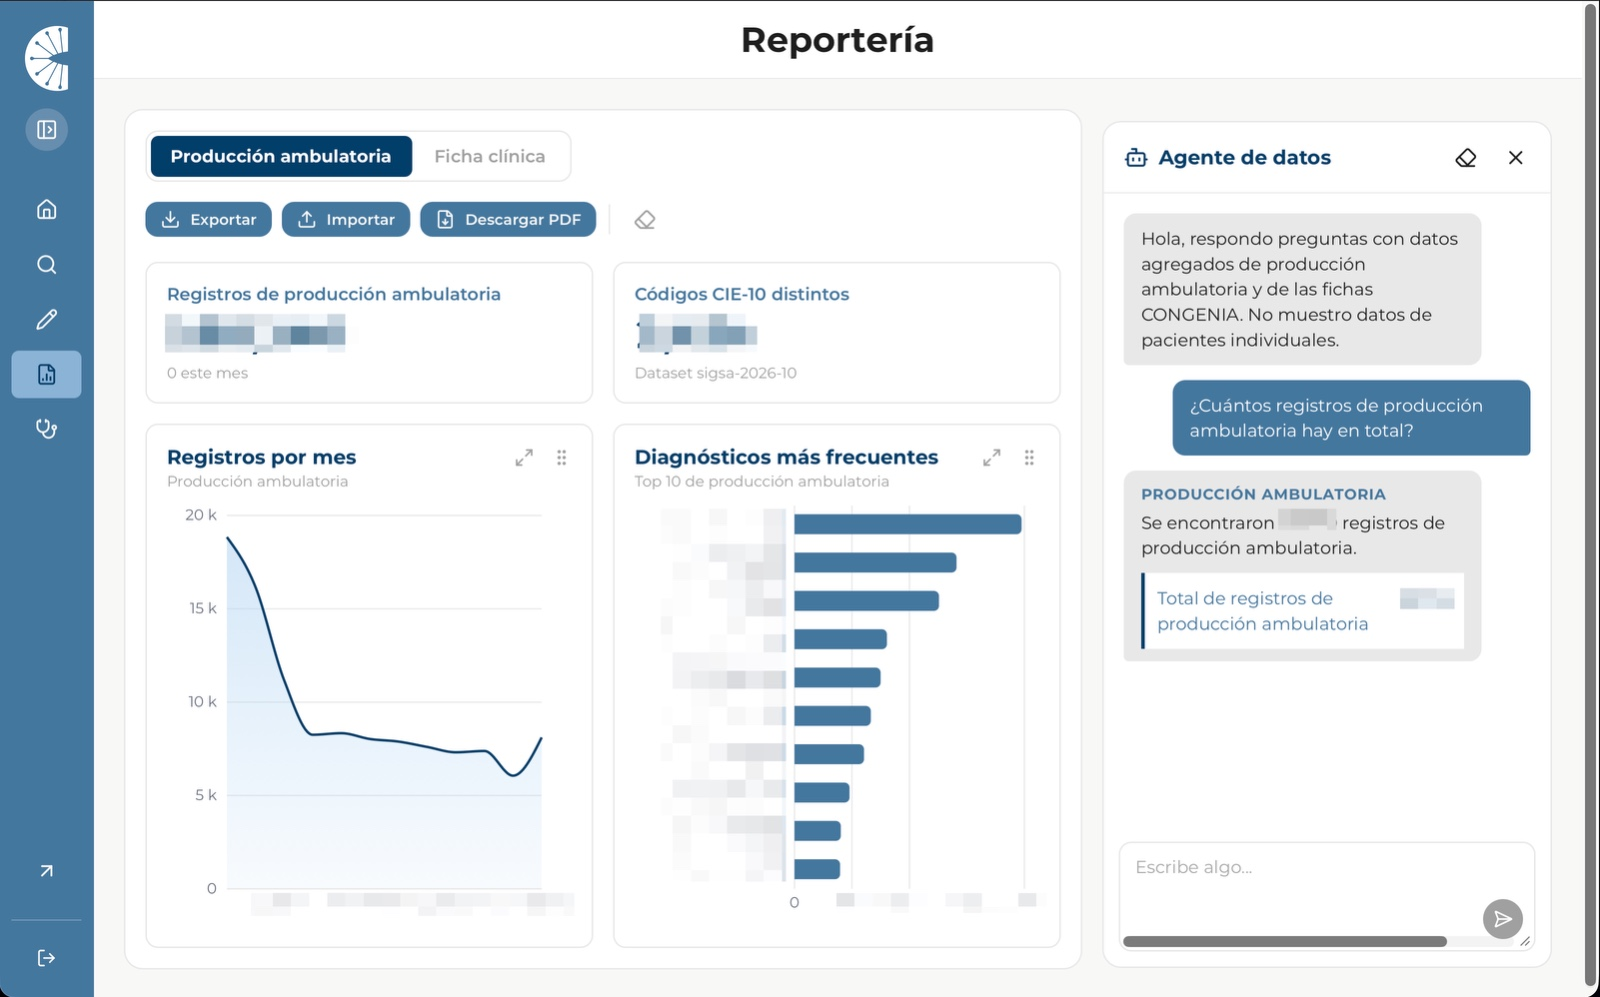 Reportería
Producción ambulatoria
Ficha clínica
Exportar
Importar
Descargar PDF
Registros de producción ambulatoria
0 este mes
Códigos CIE-10 distintos
Dataset sigsa-2026-10
Registros por mes
Producción ambulatoria
20 k
15 k
10 k
5 k
0
Diagnósticos más frecuentes
Top 10 de producción ambulatoria
0
Agente de datos
Hola, respondo preguntas con datos
agregados de producción
ambulatoria y de las fichas
CONGENIA. No muestro datos de
pacientes individuales.
¿Cuántos registros de producción
ambulatoria hay en total?
PRODUCCIÓN AMBULATORIA
Se encontraron registros de
producción ambulatoria.
Total de registros de
producción ambulatoria
Escribe algo...